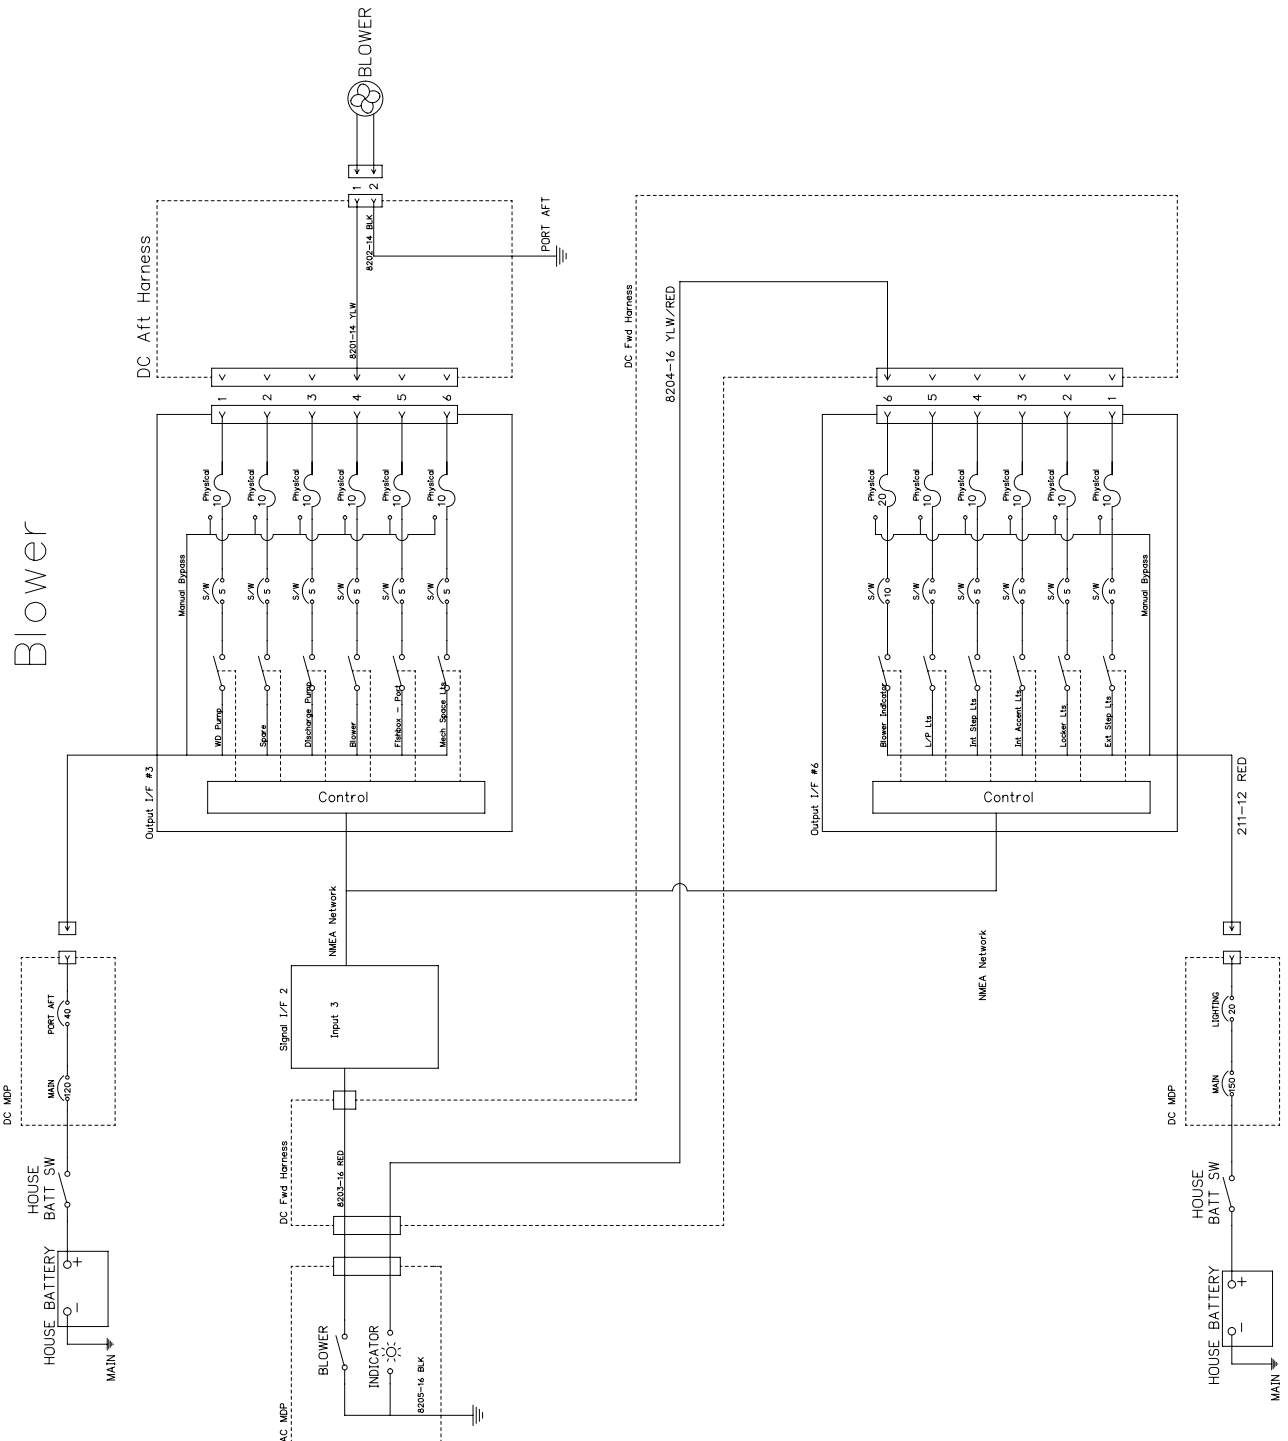 Blower
BLOWER
1
2
DC Aft Harness
8201-14 YLW
8202-14 BLK
PORT AFT
1
2
3
4
5
6
Physical
10
Physical
10
Physical
10
Physical
10
Physical
10
Physical
10
Manual Bypass
S/W
5
S/W
5
S/W
5
S/W
5
S/W
5
S/W
5
WD Pump
Spare
Discharge Pump
Blower
Fishbox - Port
Mech Space Lts
Control
Output I/F #3
DC Fwd Harness
8204-16 YLW/RED
6
5
4
3
2
1
Physical
20
Physical
10
Physical
10
Physical
10
Physical
10
Physical
10
Manual Bypass
S/W
10
S/W
5
S/W
5
S/W
5
S/W
5
S/W
5
Blower Indicator
L/P Lts
Int Step Lts
Int Accent Lts
Locker Lts
Ext Step Lts
Control
Output I/F #6
211-12 RED
NMEA Network
NMEA Network
Signal I/F 2
Input 3
DC MDP
PORT AFT
40
MAIN
120
HOUSE
BATT SW
HOUSE BATTERY
+
-
MAIN
DC Fwd Harness
8203-16 RED
AC MDP
BLOWER
INDICATOR
8205-16 BLK
DC MDP
LIGHTING
20
MAIN
150
HOUSE
BATT SW
HOUSE BATTERY
+
-
MAIN